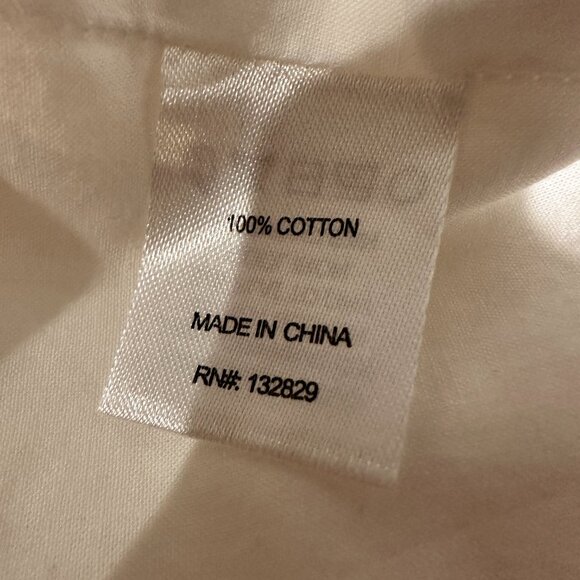 100% COTTON
MADE IN CHINA
RN#: 132829